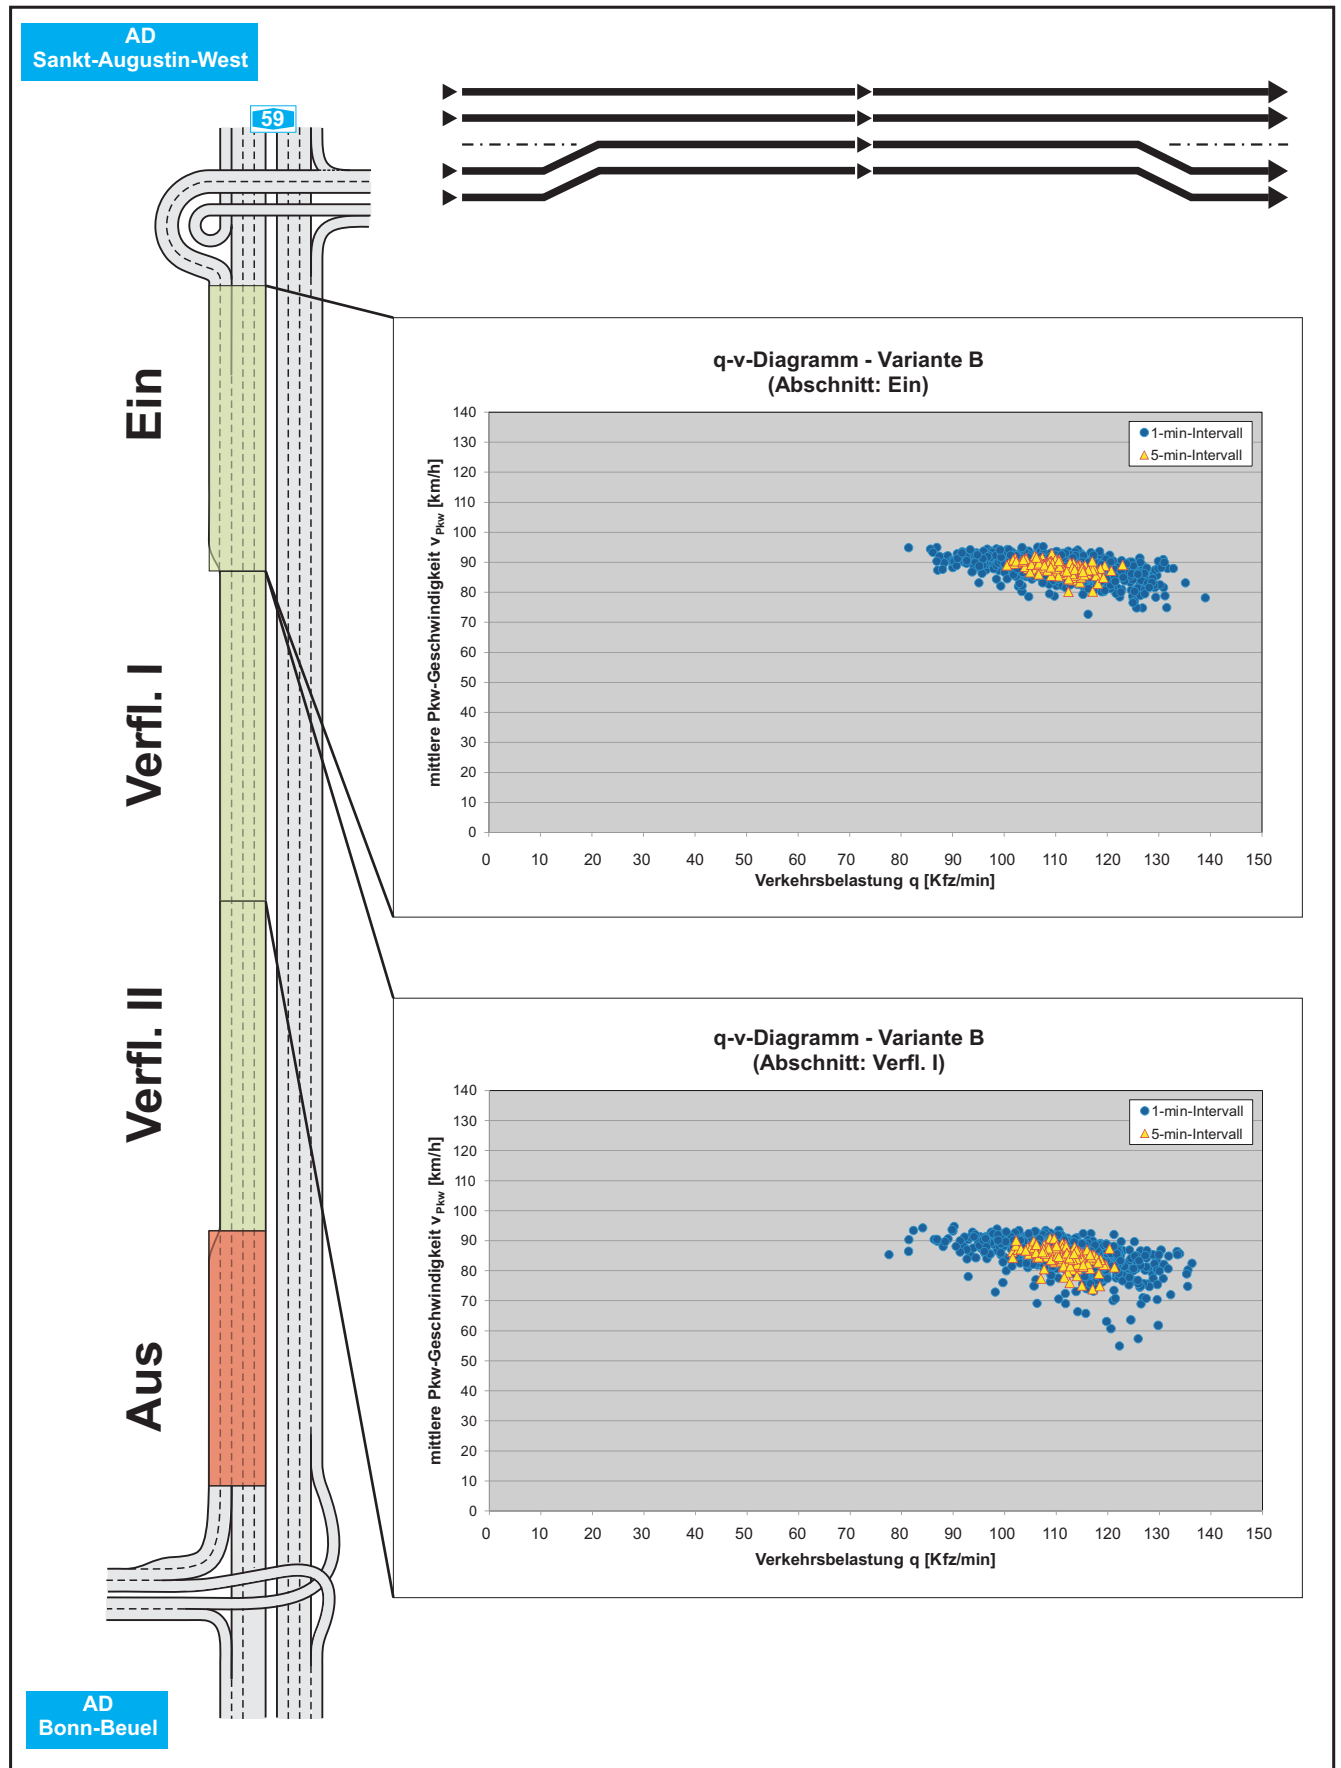 AD
Sankt-Augustin-West
59
Ein
Verfl. I
Verfl. II
Aus
AD
Bonn-Beuel
q-v-Diagramm - Variante B
(Abschnitt: Ein)
mittlere Pkw-Geschwindigkeit vPkw [km/h]
140
130
120
110
100
90
80
70
60
50
40
30
20
10
0
1-min-Intervall
5-min-Intervall
0 10 20 30 40 50 60 70 80 90 100 110 120 130 140 150
Verkehrsbelastung q [Kfz/min]
q-v-Diagramm - Variante B
(Abschnitt: Verfl. I)
mittlere Pkw-Geschwindigkeit vPkw [km/h]
140
130
120
110
100
90
80
70
60
50
40
30
20
10
0
1-min-Intervall
5-min-Intervall
0 10 20 30 40 50 60 70 80 90 100 110 120 130 140 150
Verkehrsbelastung q [Kfz/min]